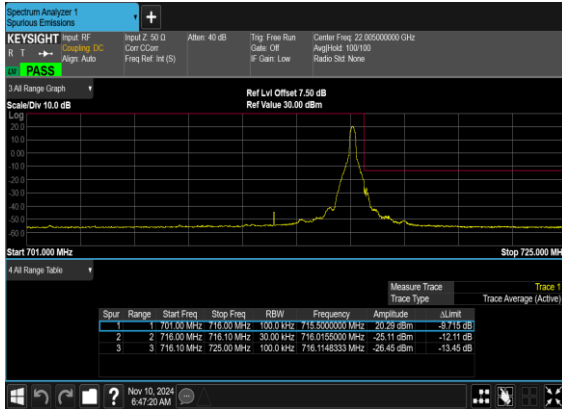 Spectrum Analyzer 1
Spurious Emissions
+
KEYSIGHT Input: RF Input Z: 50 Ω Atten: 40 dB Trig: Free Run Center Freq: 22.005000000 GHz
R T Coupling: DC Corr CCorr Gate: Off Avg|Hold: 100/100
Align: Auto Freq Ref: Int (S) IF Gain: Low Radio Std: None
PASS
3 All Range Graph Ref Lvl Offset 7.50 dB
Scale/Div 10.0 dB Ref Value 30.00 dBm
Log
20.0
10.0
0.00
-10.0
-20.0
-30.0
-40.0
-50.0
-60.0
Start 701.000 MHz Stop 725.000 MHz
4 All Range Table
Measure Trace Trace 1
Trace Type Trace Average (Active)
Spur Range Start Freq Stop Freq RBW Frequency Amplitude ΔLimit
1 1 701.00 MHz 716.00 MHz 100.0 kHz 715.5000000 MHz 20.29 dBm -9.715 dB
2 2 716.00 MHz 716.10 MHz 30.00 kHz 716.0155000 MHz -25.11 dBm -12.11 dB
3 3 716.10 MHz 725.00 MHz 100.0 kHz 716.1148333 MHz -26.45 dBm -13.45 dB
? Nov 10, 2024
6:47:20 AM